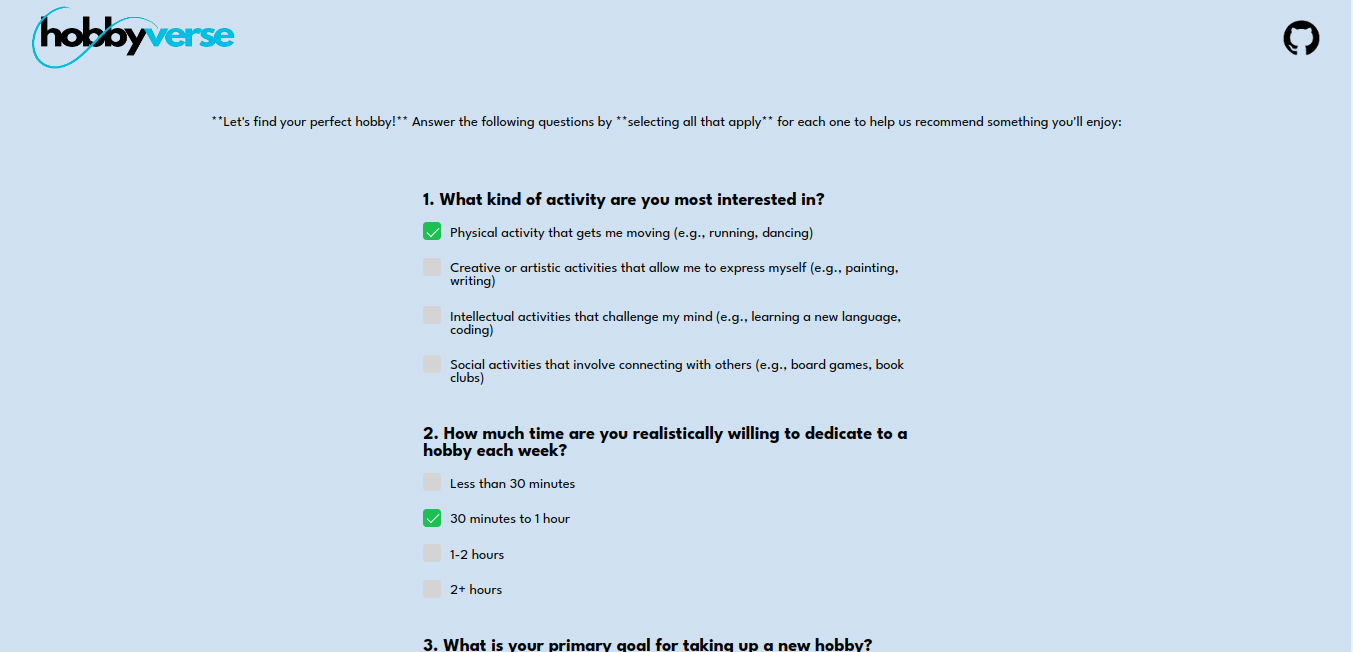 hobbyverse
**Let's find your perfect hobby!** Answer the following questions by **selecting all that apply** for each one to help us recommend something you'll enjoy:
1. What kind of activity are you most interested in?
Physical activity that gets me moving (e.g., running, dancing)
Creative or artistic activities that allow me to express myself (e.g., painting,
writing)
Intellectual activities that challenge my mind (e.g., learning a new language,
coding)
Social activities that involve connecting with others (e.g., board games, book
clubs)
2. How much time are you realistically willing to dedicate to a
hobby each week?
Less than 30 minutes
30 minutes to 1 hour
1-2 hours
2+ hours
3. What is your primary goal for taking up a new hobby?